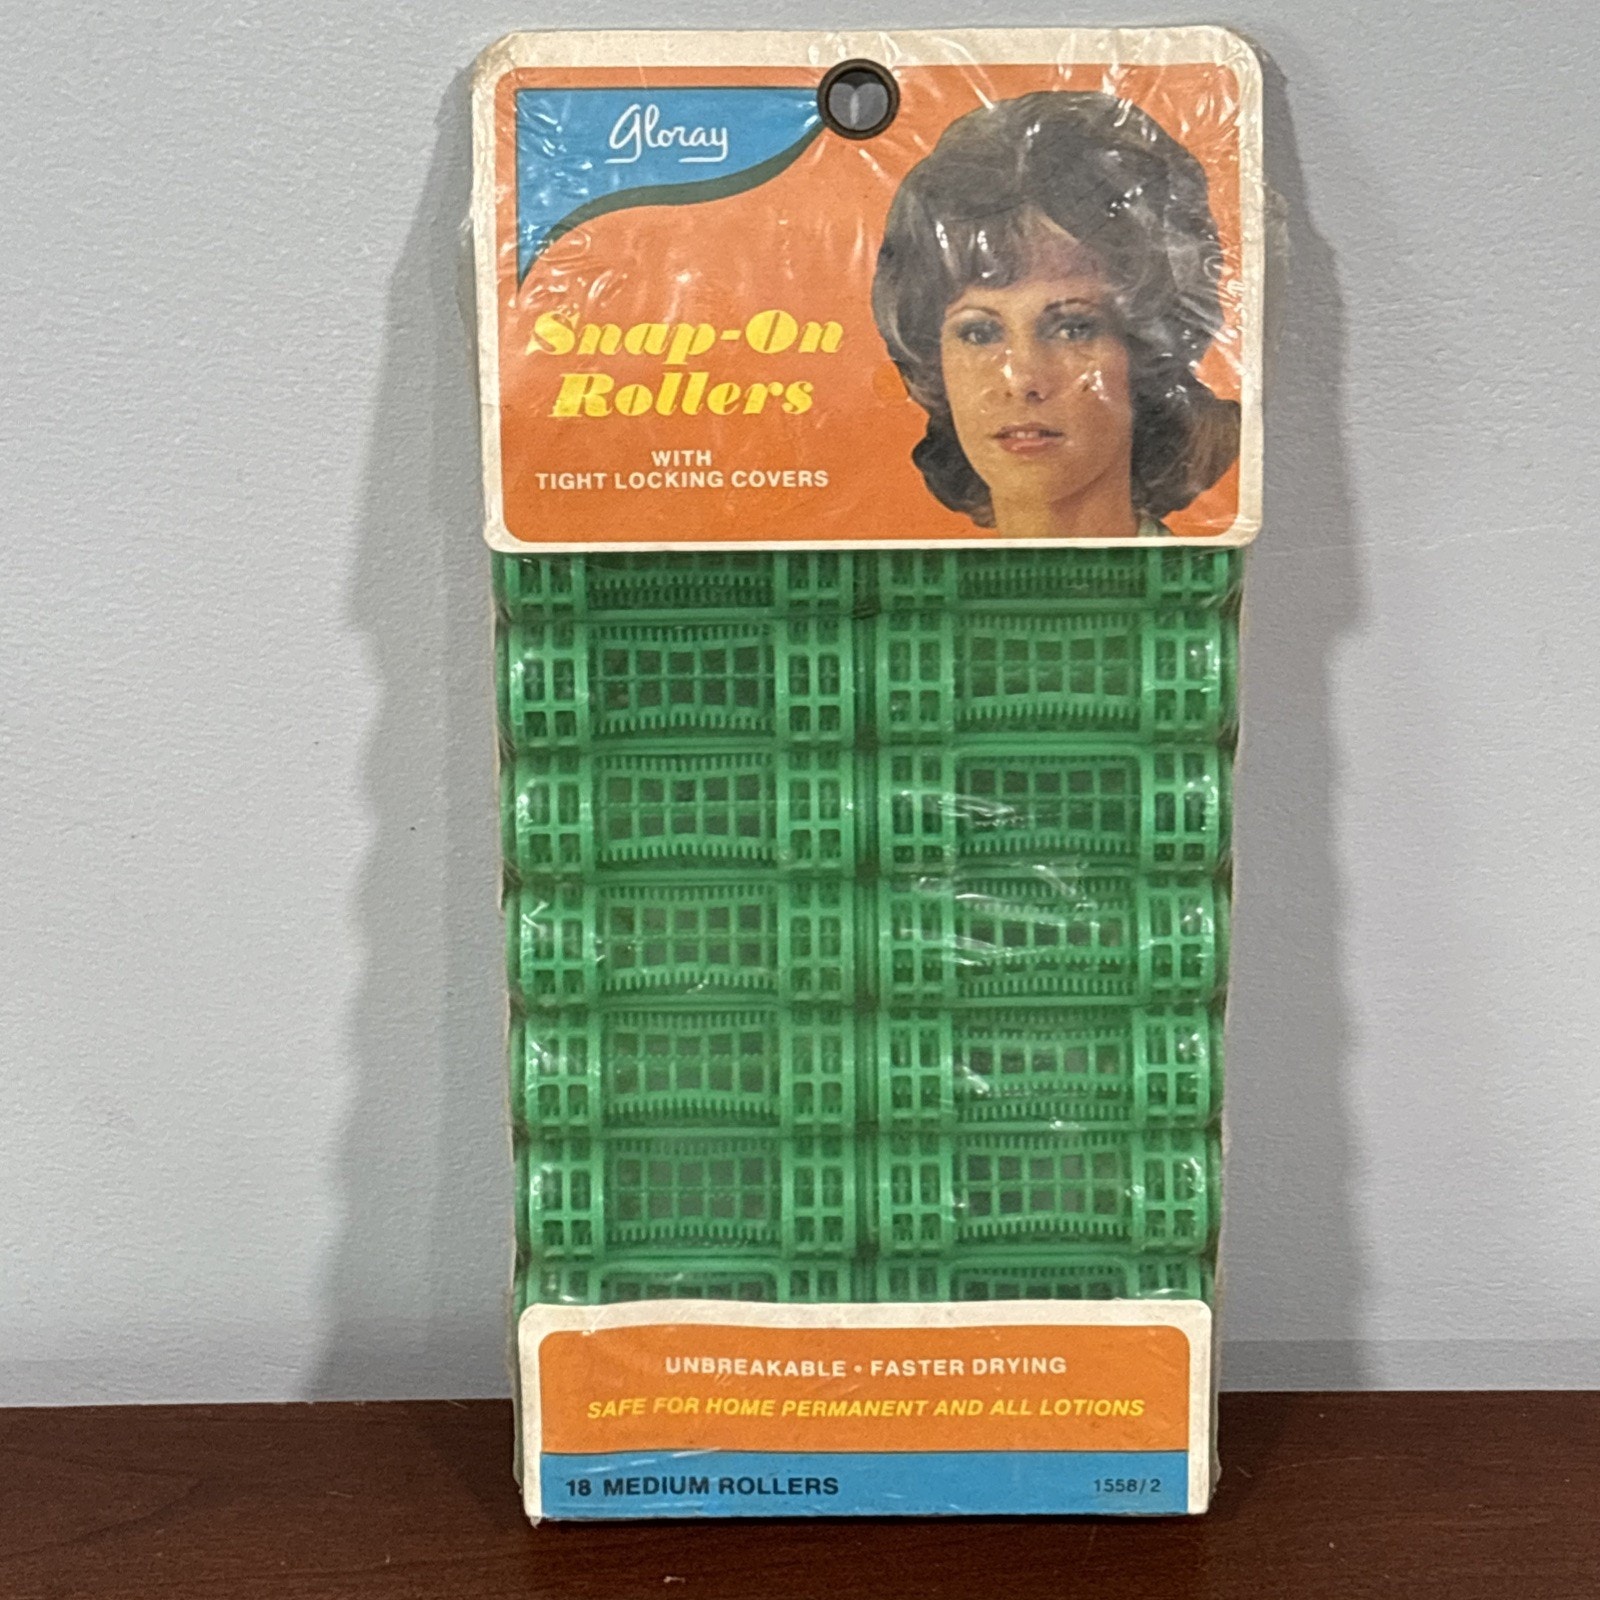 Gloray
Snap-On
Rollers
WITH
TIGHT LOCKING COVERS
UNBREAKABLE • FASTER DRYING
SAFE FOR HOME PERMANENT AND ALL LOTIONS
18 MEDIUM ROLLERS 1558/2